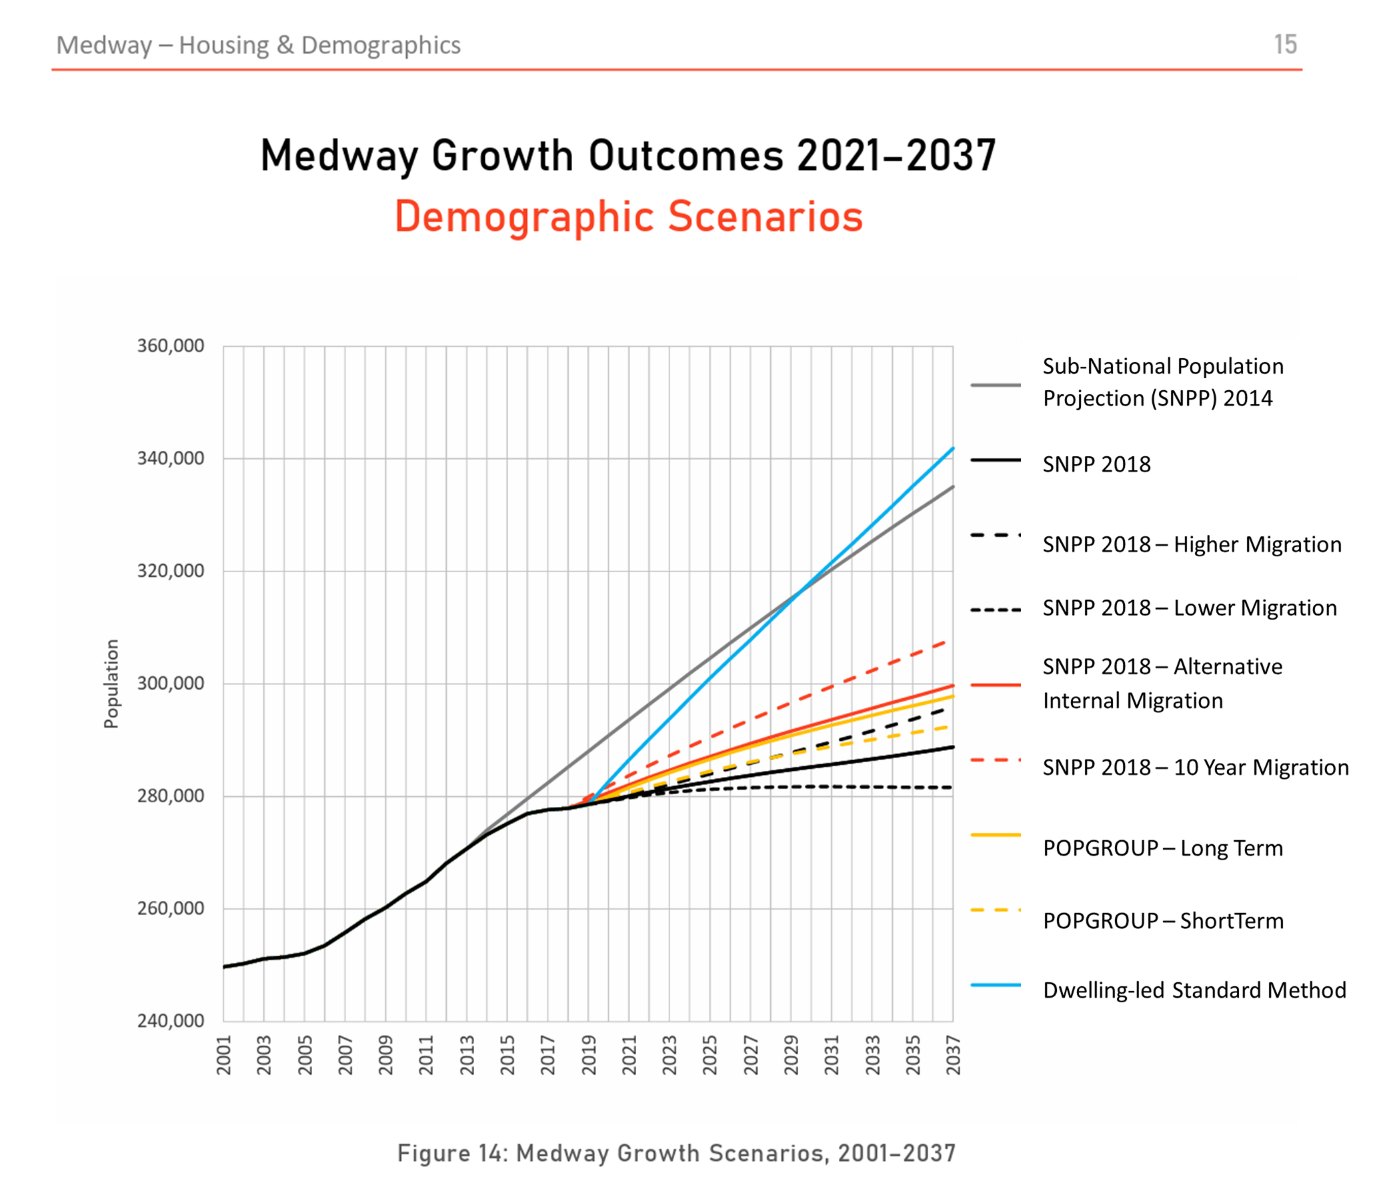 Medway – Housing & Demographics 15
Medway Growth Outcomes 2021–2037
Demographic Scenarios
360,000
340,000
320,000
300,000
280,000
260,000
240,000
Population
2001 2003 2005 2007 2009 2011 2013 2015 2017 2019 2021 2023 2025 2027 2029 2031 2033 2035 2037
Sub-National Population
Projection (SNPP) 2014
SNPP 2018
SNPP 2018 – Higher Migration
SNPP 2018 – Lower Migration
SNPP 2018 – Alternative
Internal Migration
SNPP 2018 – 10 Year Migration
POPGROUP – Long Term
POPGROUP – ShortTerm
Dwelling-led Standard Method
Figure 14: Medway Growth Scenarios, 2001–2037